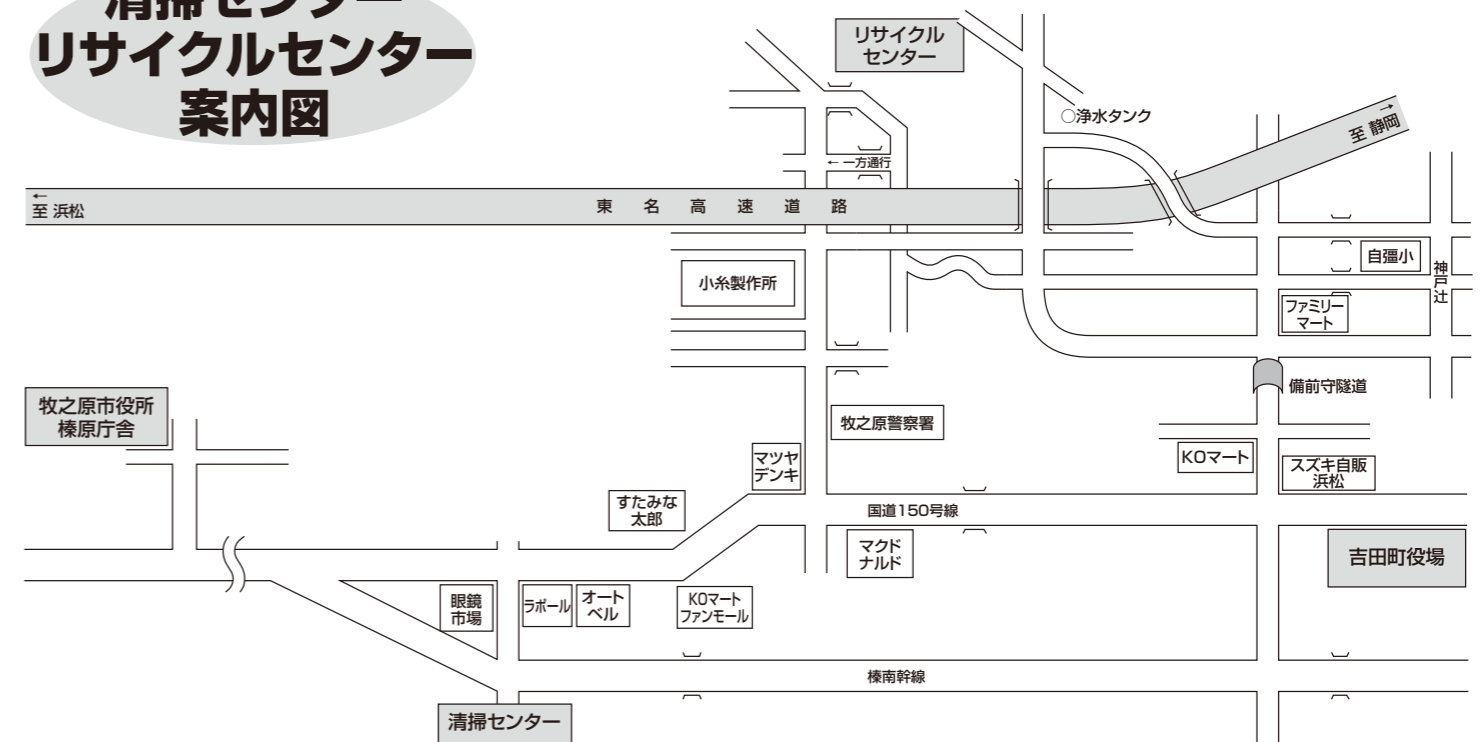 清掃センター
リサイクルセンター
案内図
リサイクル
センター
○浄水タンク
→
至 静岡
← 一方通行
←
至 浜松
東名高速道路
小糸製作所
自彊小
神戸辻
ファミリー
マート
備前守隧道
牧之原市役所
榛原庁舎
牧之原警察署
マツヤ
デンキ
KOマート
スズキ自販
浜松
すたみな
太郎
国道150号線
マクド
ナルド
吉田町役場
眼鏡
市場
ラポール
オート
ベル
KOマート
ファンモール
榛南幹線
清掃センター